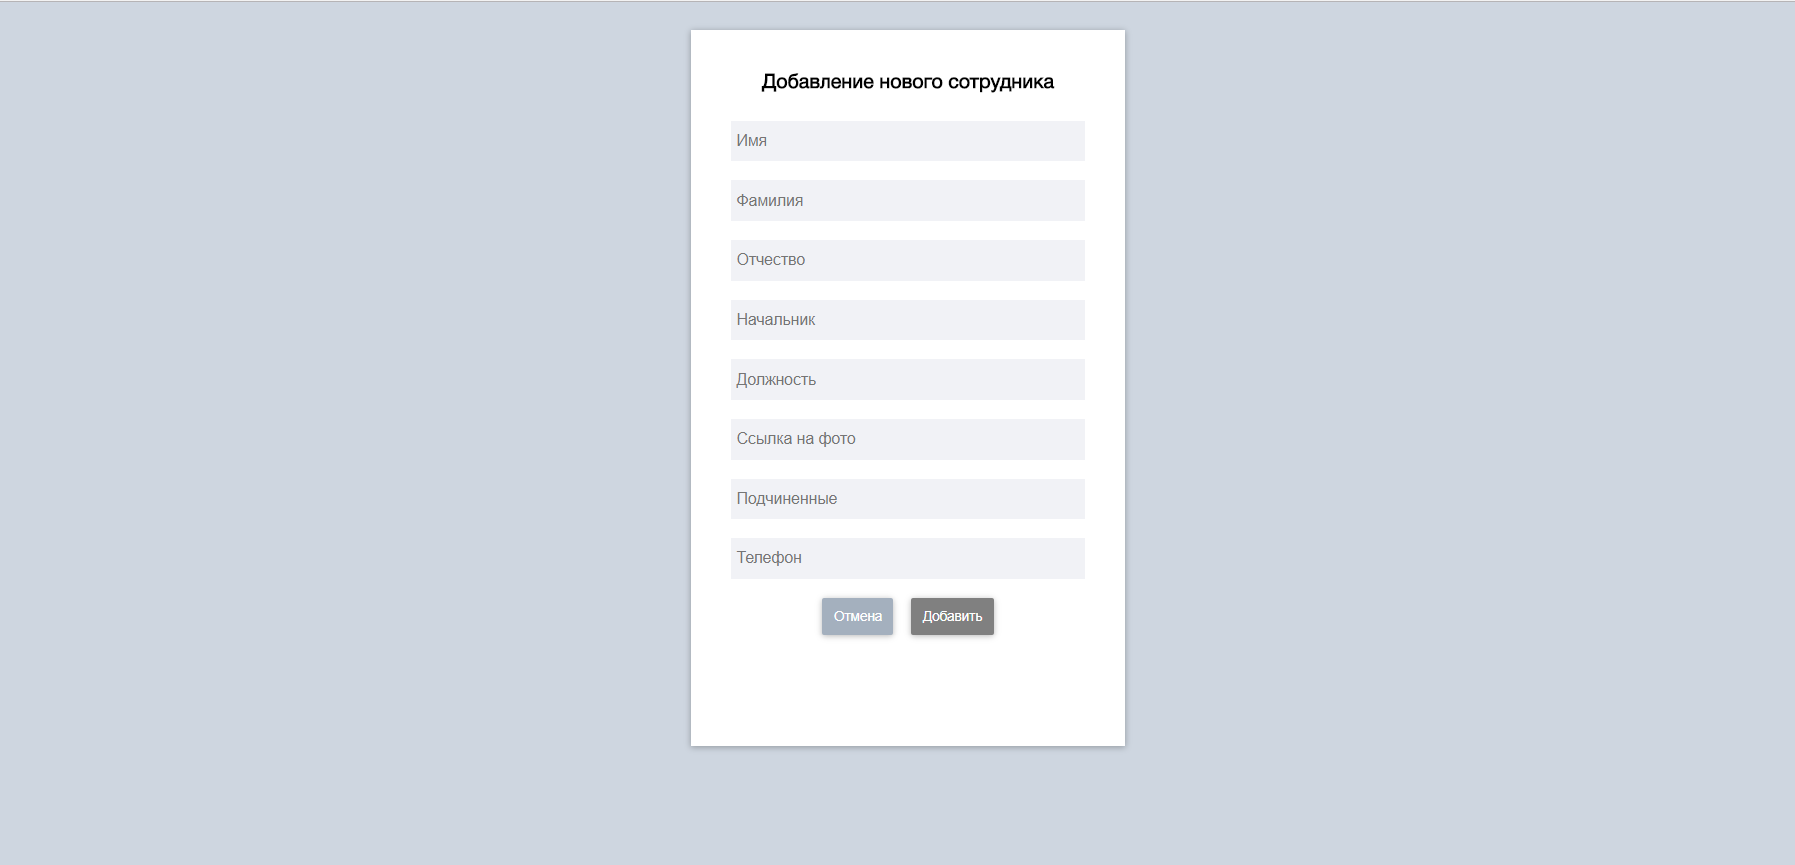 Добавление нового сотрудника
Имя
Фамилия
Отчество
Начальник
Должность
Ссылка на фото
Подчиненные
Телефон
Отмена Добавить